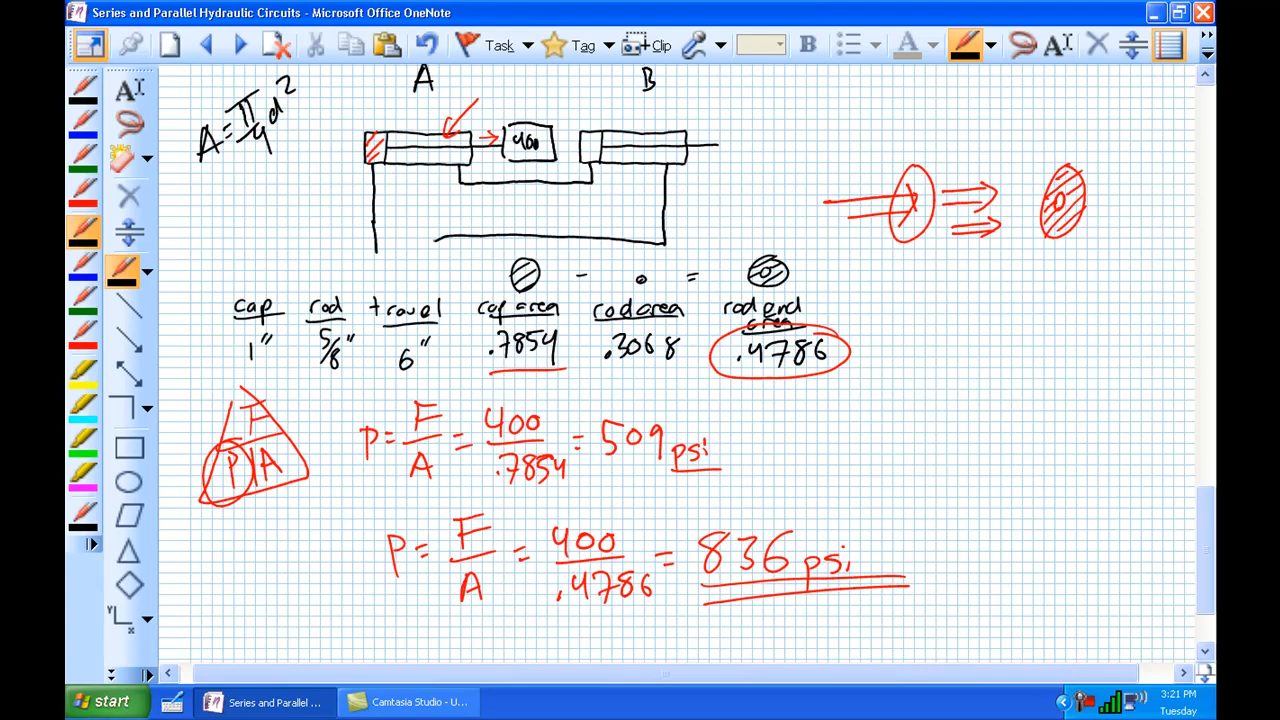 Series and Parallel Hydraulic Circuits - Microsoft Office OneNote
Task
Tag
Clip
A B
A = π/4 d²
400
- . =
cap rod travel cap area rod area rod end area
1" 5/8" 6" .7854 .3068 .4786
F
P A
P = F/A = 400/.7854 = 509 psi
P = F/A = 400/.4786 = 836 psi
start
Series and Parallel ...
Camtasia Studio - U...
3:21 PM
Tuesday